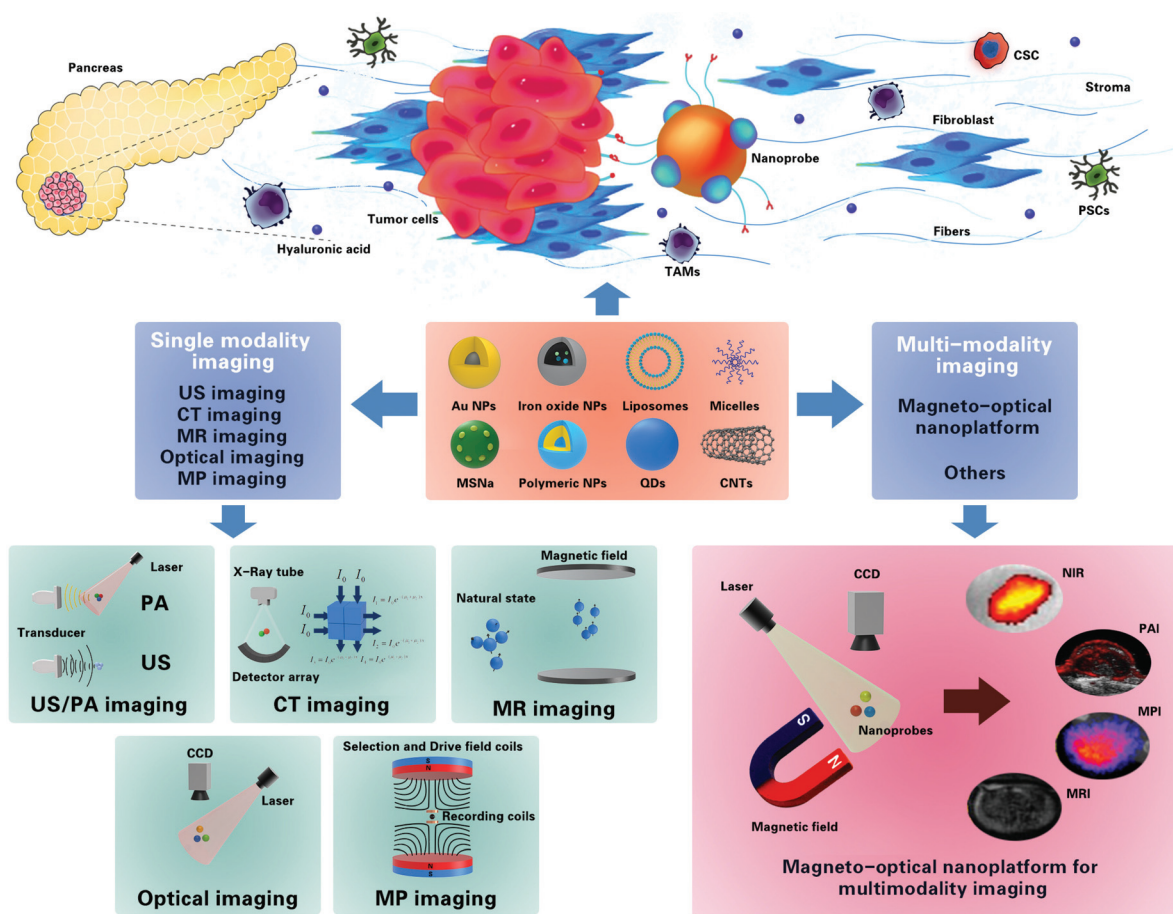 Pancreas
CSC
Stroma
Fibroblast
Nanoprobe
Tumor cells
PSCs
Hyaluronic acid
Fibers
TAMs
Single modality
imaging
US imaging
CT imaging
MR imaging
Optical imaging
MP imaging
Au NPs
Iron oxide NPs
Liposomes
Micelles
MSNa
Polymeric NPs
QDs
CNTs
Multi-modality
imaging
Magneto-optical
nanoplatform
Others
Laser
PA
Transducer
US
US/PA imaging
X-Ray tube
I₀ I₀
I₀
I₀
Detector array
CT imaging
Magnetic field
Natural state
MR imaging
CCD
Laser
Optical imaging
Selection and Drive field coils
S
N
Recording coils
N
S
MP imaging
Laser
CCD
NIR
PAI
S
Nanoprobes
MPI
N
MRI
Magnetic field
Magneto-optical nanoplatform for
multimodality imaging